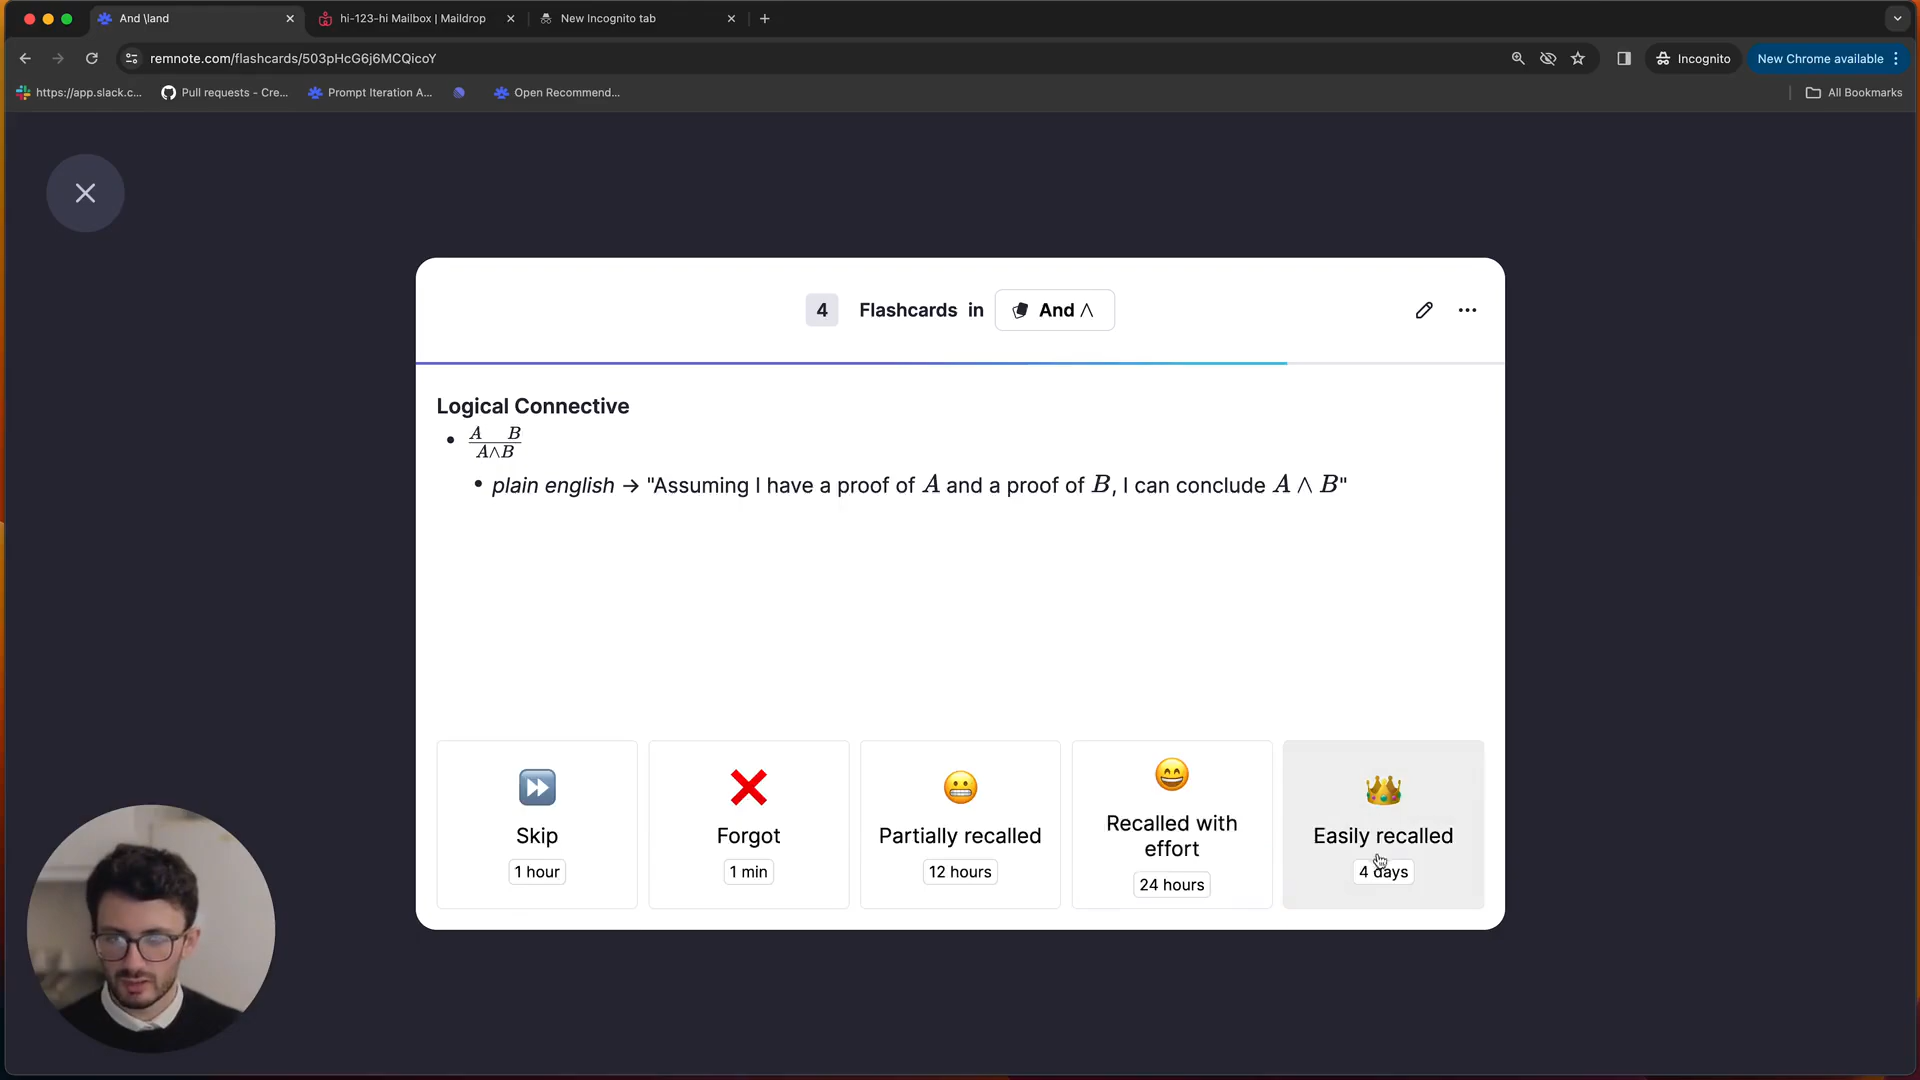 And \land
hi-123-hi Mailbox | Maildrop
New Incognito tab
remnote.com/flashcards/503pHcG6j6MCQicoY
Incognito
New Chrome available
https://app.slack.c...
Pull requests - Cre...
Prompt Iteration A...
Open Recommend...
All Bookmarks
4 Flashcards in And ∧
Logical Connective
A B
A∧B
plain english → "Assuming I have a proof of A and a proof of B, I can conclude A ∧ B"
Skip
1 hour
Forgot
1 min
Partially recalled
12 hours
Recalled with
effort
24 hours
Easily recalled
4 days